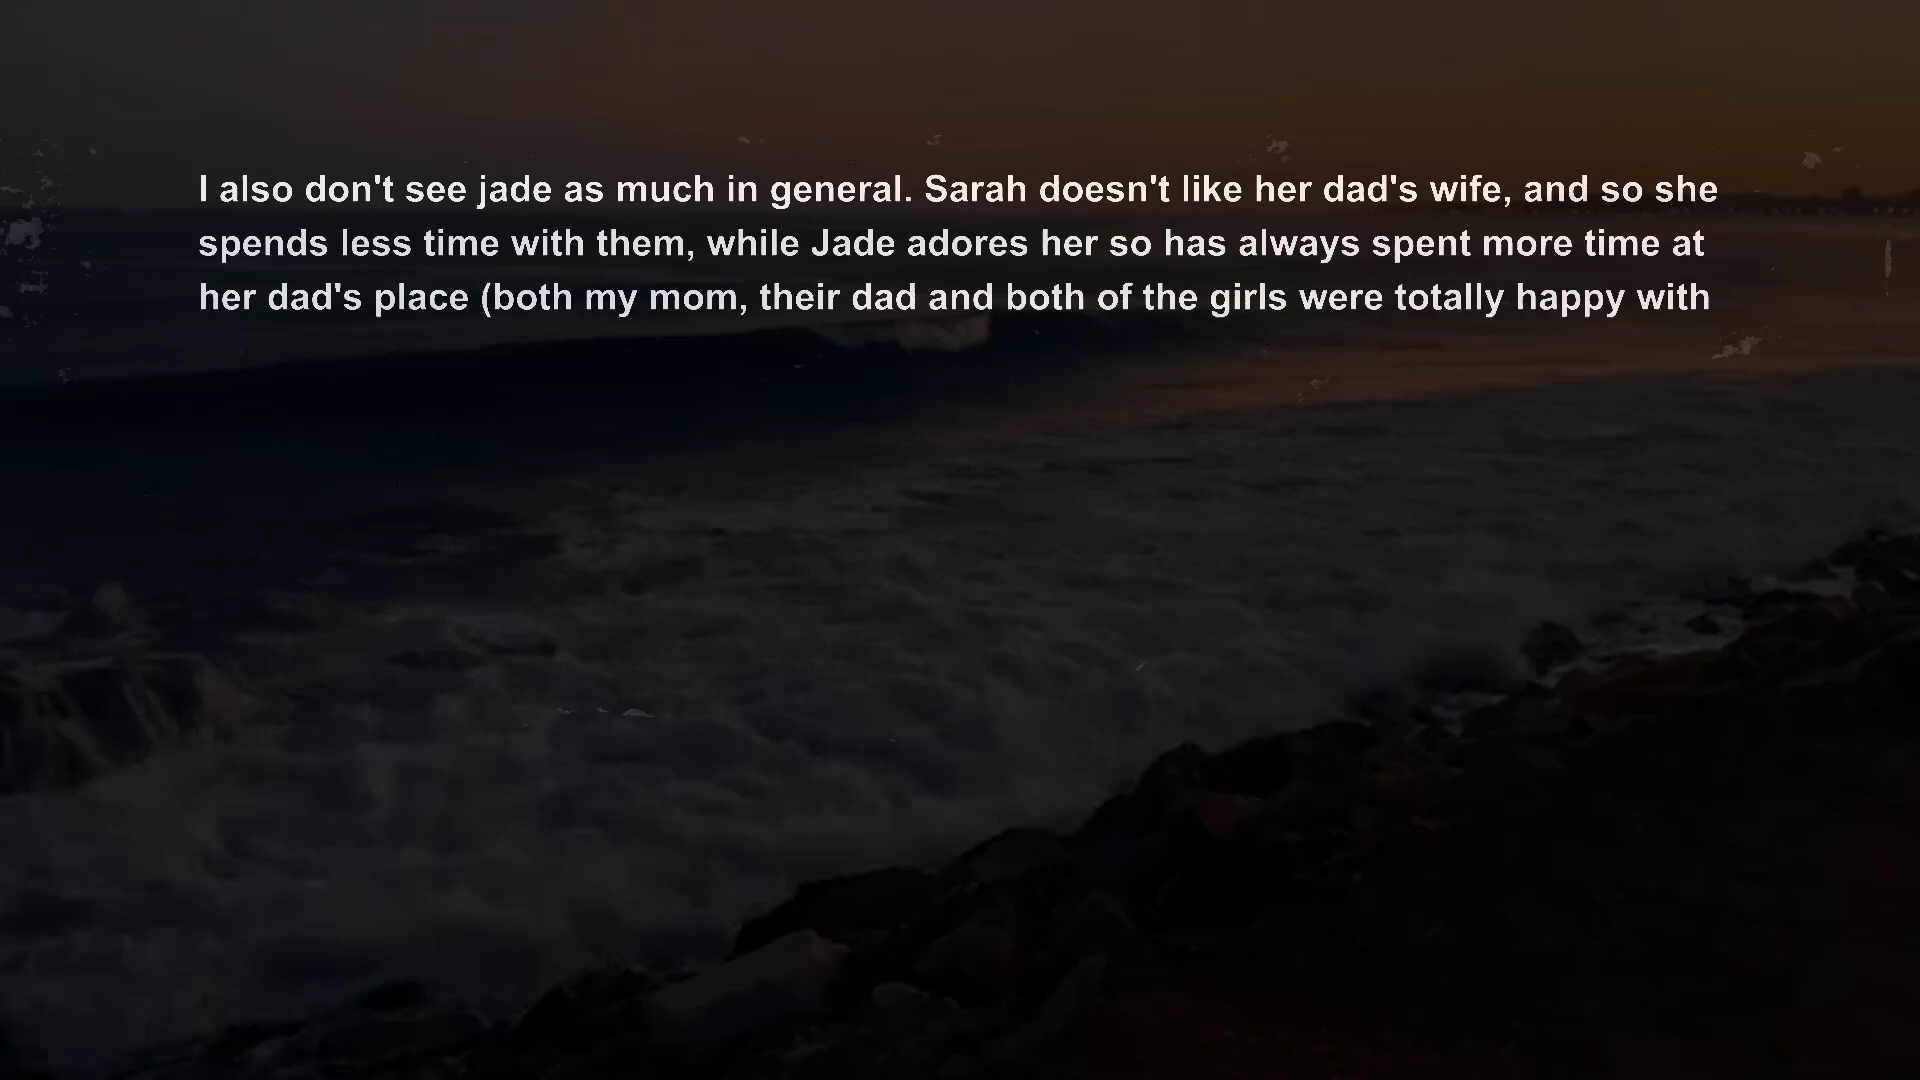 I also don't see jade as much in general. Sarah doesn't like her dad's wife, and so she
spends less time with them, while Jade adores her so has always spent more time at
her dad's place (both my mom, their dad and both of the girls were totally happy with